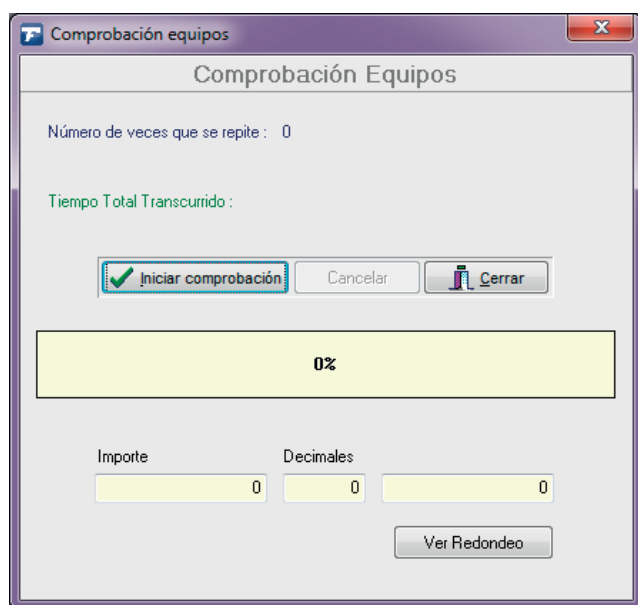 Comprobación equipos
Comprobación Equipos
Número de veces que se repite : 0
Tiempo Total Transcurrido :
Iniciar comprobación Cancelar Cerrar
0%
Importe Decimales
0 0 0
Ver Redondeo